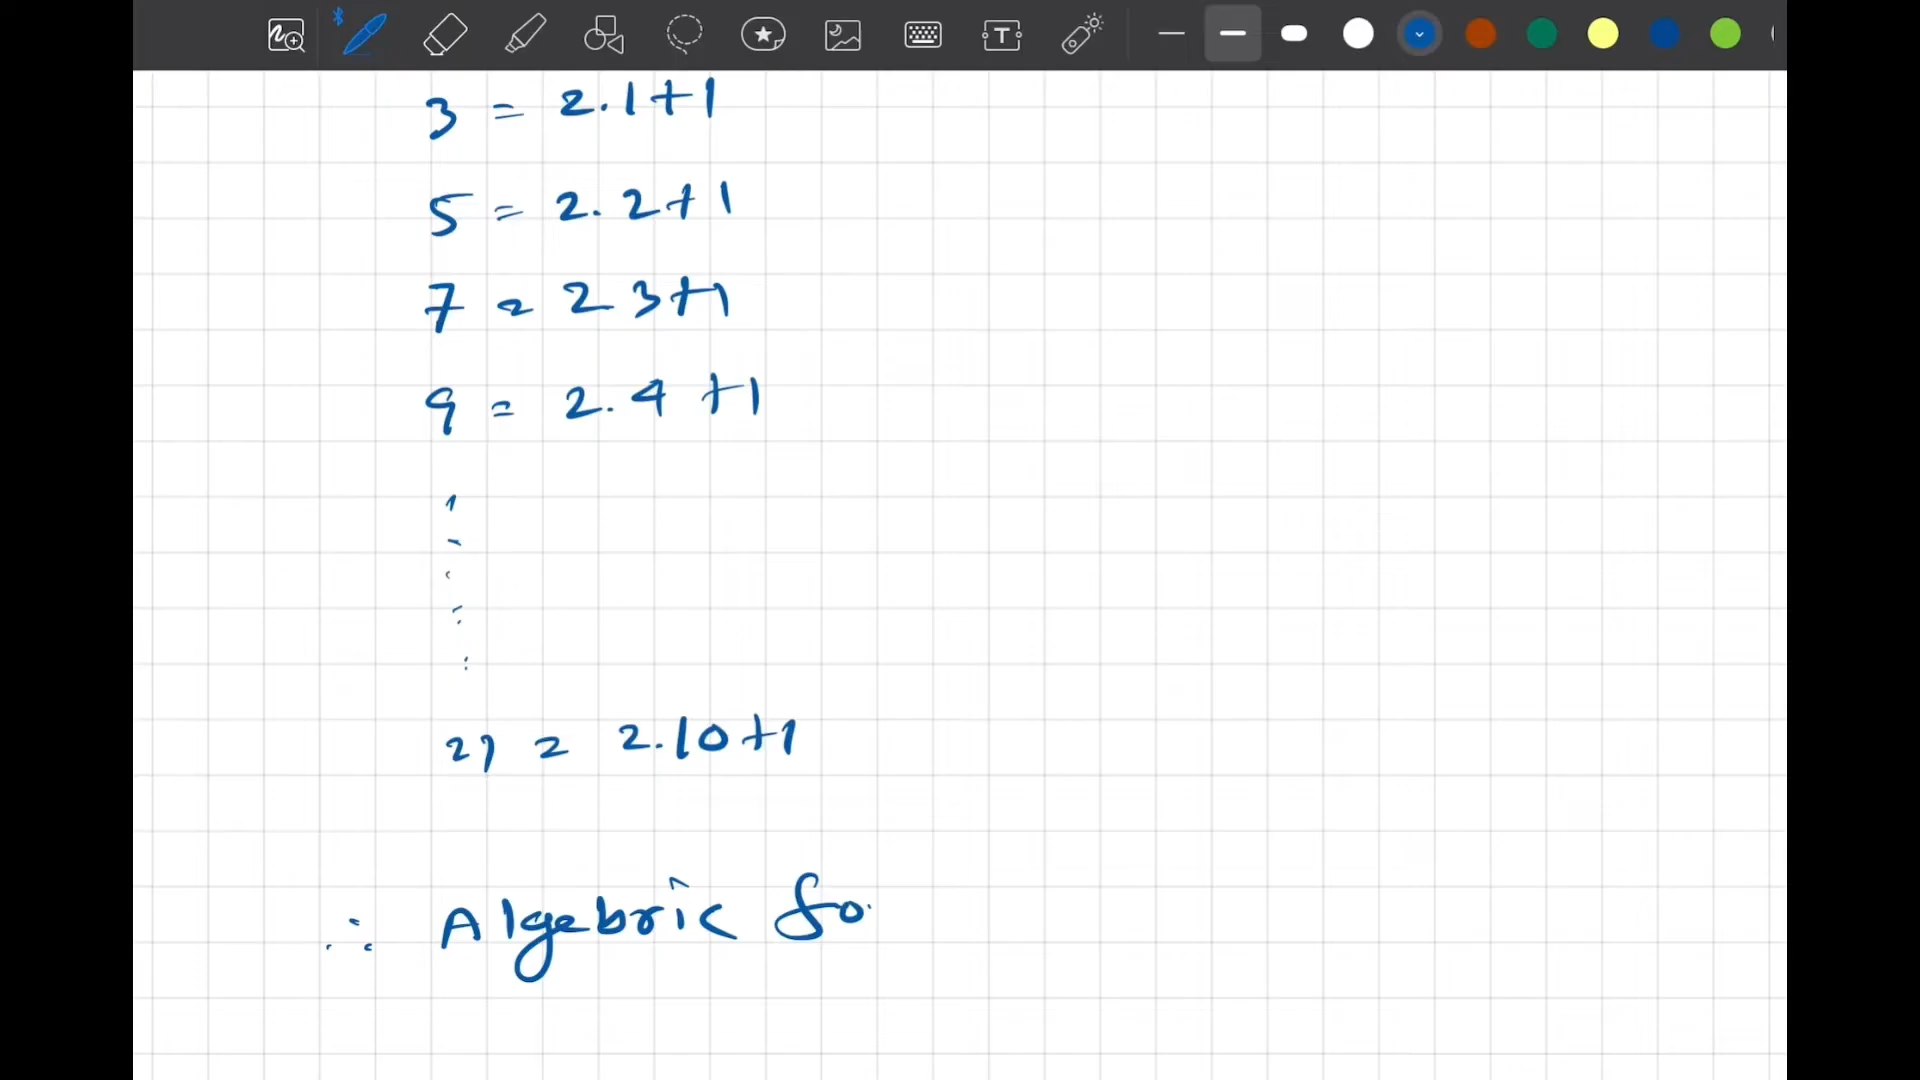 3 = 2.1+1
5 = 2.2+1
7 = 2 3+1
9 = 2.4 +1
21 = 2.10+1
∴ Algebric fo